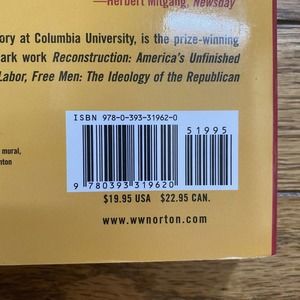 —Herbert Mitgang, Newsday
ory at Columbia University, is the prize-winning
ark work Reconstruction: America's Unfinished
Labor, Free Men: The Ideology of the Republican
ISBN 978-0-393-31962-0
51995
9 780393 319620
mural,
nton
$19.95 USA $22.95 CAN.
www.wwnorton.com